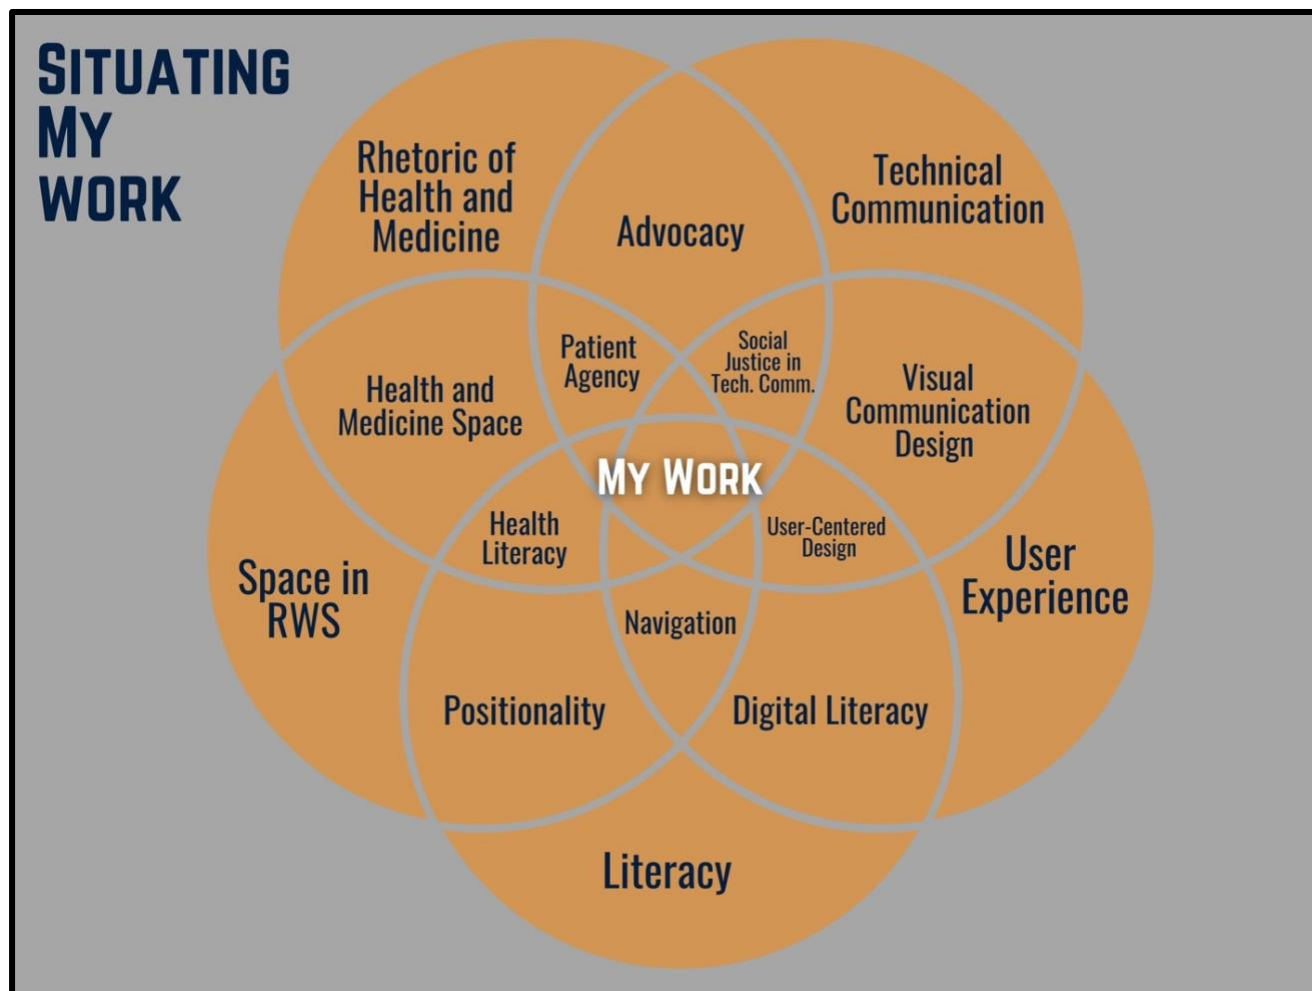 SITUATING
MY
WORK
Rhetoric of
Health and
Medicine
Advocacy
Technical
Communication
Patient
Agency
Social
Justice in
Tech. Comm.
Health and
Medicine Space
Visual
Communication
Design
MY WORK
Health
Literacy
User-Centered
Design
Space in
RWS
User
Experience
Navigation
Positionality
Digital Literacy
Literacy